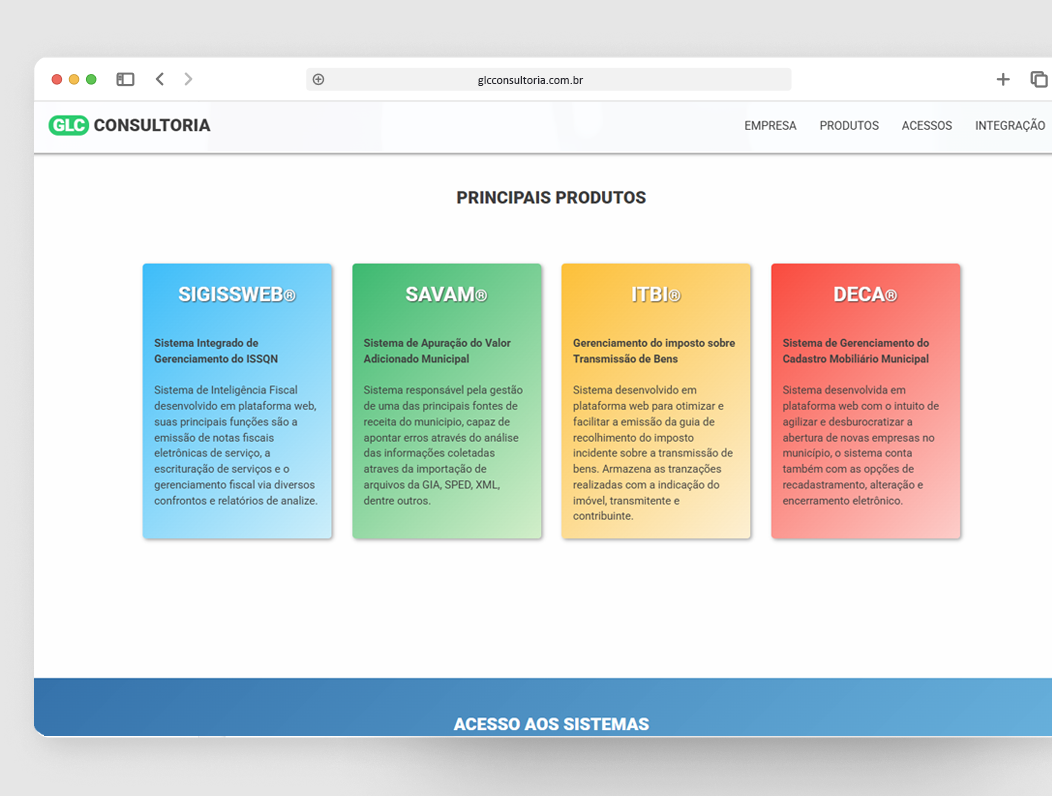 glcconsultoria.com.br
GLC CONSULTORIA
EMPRESA PRODUTOS ACESSOS INTEGRAÇÃO
PRINCIPAIS PRODUTOS
SIGISSWEB®
Sistema Integrado de
Gerenciamento do ISSQN
Sistema de Inteligência Fiscal
desenvolvido em plataforma web,
suas principais funções são a
emissão de notas fiscais
eletrônicas de serviço, a
escrituração de serviços e o
gerenciamento fiscal via diversos
confrontos e relatórios de analize.
SAVAM®
Sistema de Apuração do Valor
Adicionado Municipal
Sistema responsável pela gestão
de uma das principais fontes de
receita do municipio, capaz de
apontar erros através do análise
das informações coletadas
atraves da importação de
arquivos da GIA, SPED, XML,
dentre outros.
ITBI®
Gerenciamento do imposto sobre
Transmissão de Bens
Sistema desenvolvido em
plataforma web para otimizar e
facilitar a emissão da guia de
recolhimento do imposto
incidente sobre a transmissão de
bens. Armazena as tranzações
realizadas com a indicação do
imóvel, transmitente e
contribuinte.
DECA®
Sistema de Gerenciamento do
Cadastro Mobiliário Municipal
Sistema desenvolvida em
plataforma web com o intuito de
agilizar e desburocratizar a
abertura de novas empresas no
município, o sistema conta
também com as opções de
recadastramento, alteração e
encerramento eletrônico.
ACESSO AOS SISTEMAS